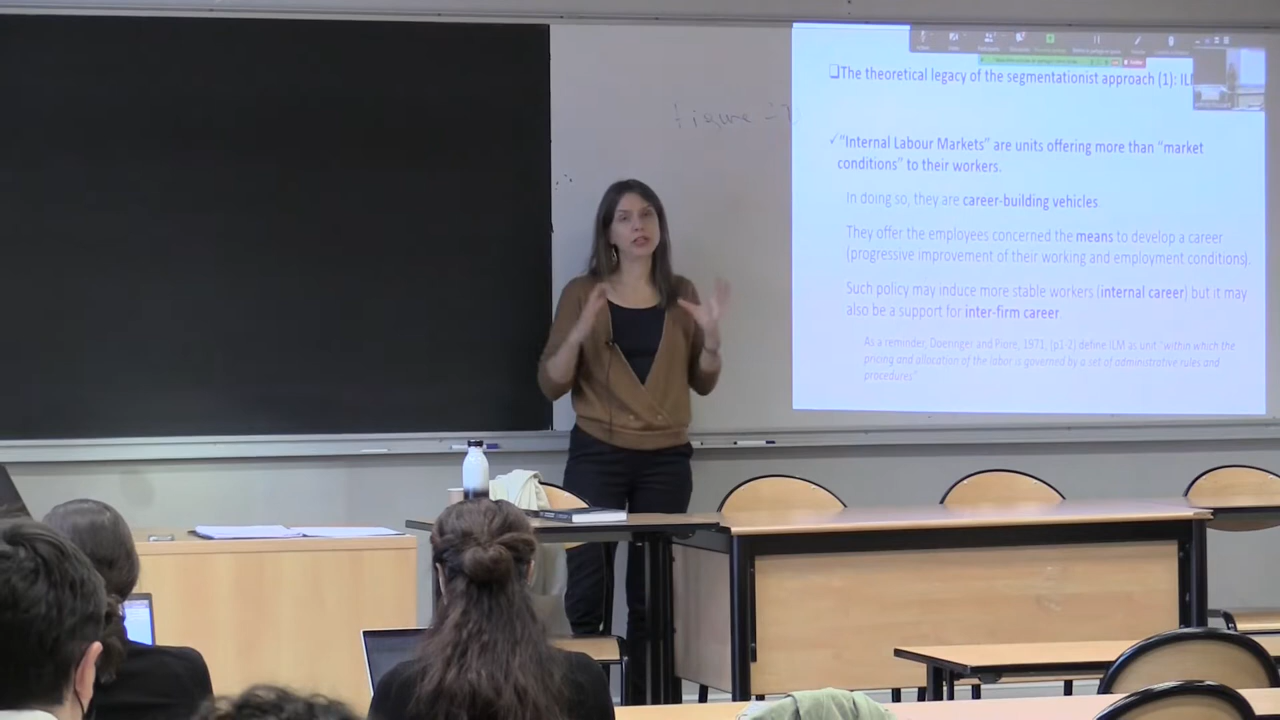 figure
❑The theoretical legacy of the segmentationist approach (1): IL
✓"Internal Labour Markets" are units offering more than "market
conditions" to their workers.
In doing so, they are career-building vehicles
They offer the employees concerned the means to develop a career
(progressive improvement of their working and employment conditions).
Such policy may induce more stable workers (internal career) but it may
also be a support for inter-firm career.
As a reminder, Doeringer and Piore, 1971, (p1-2) define ILM as unit "within which the
pricing and allocation of the labor is governed by a set of administrative rules and
procedures"